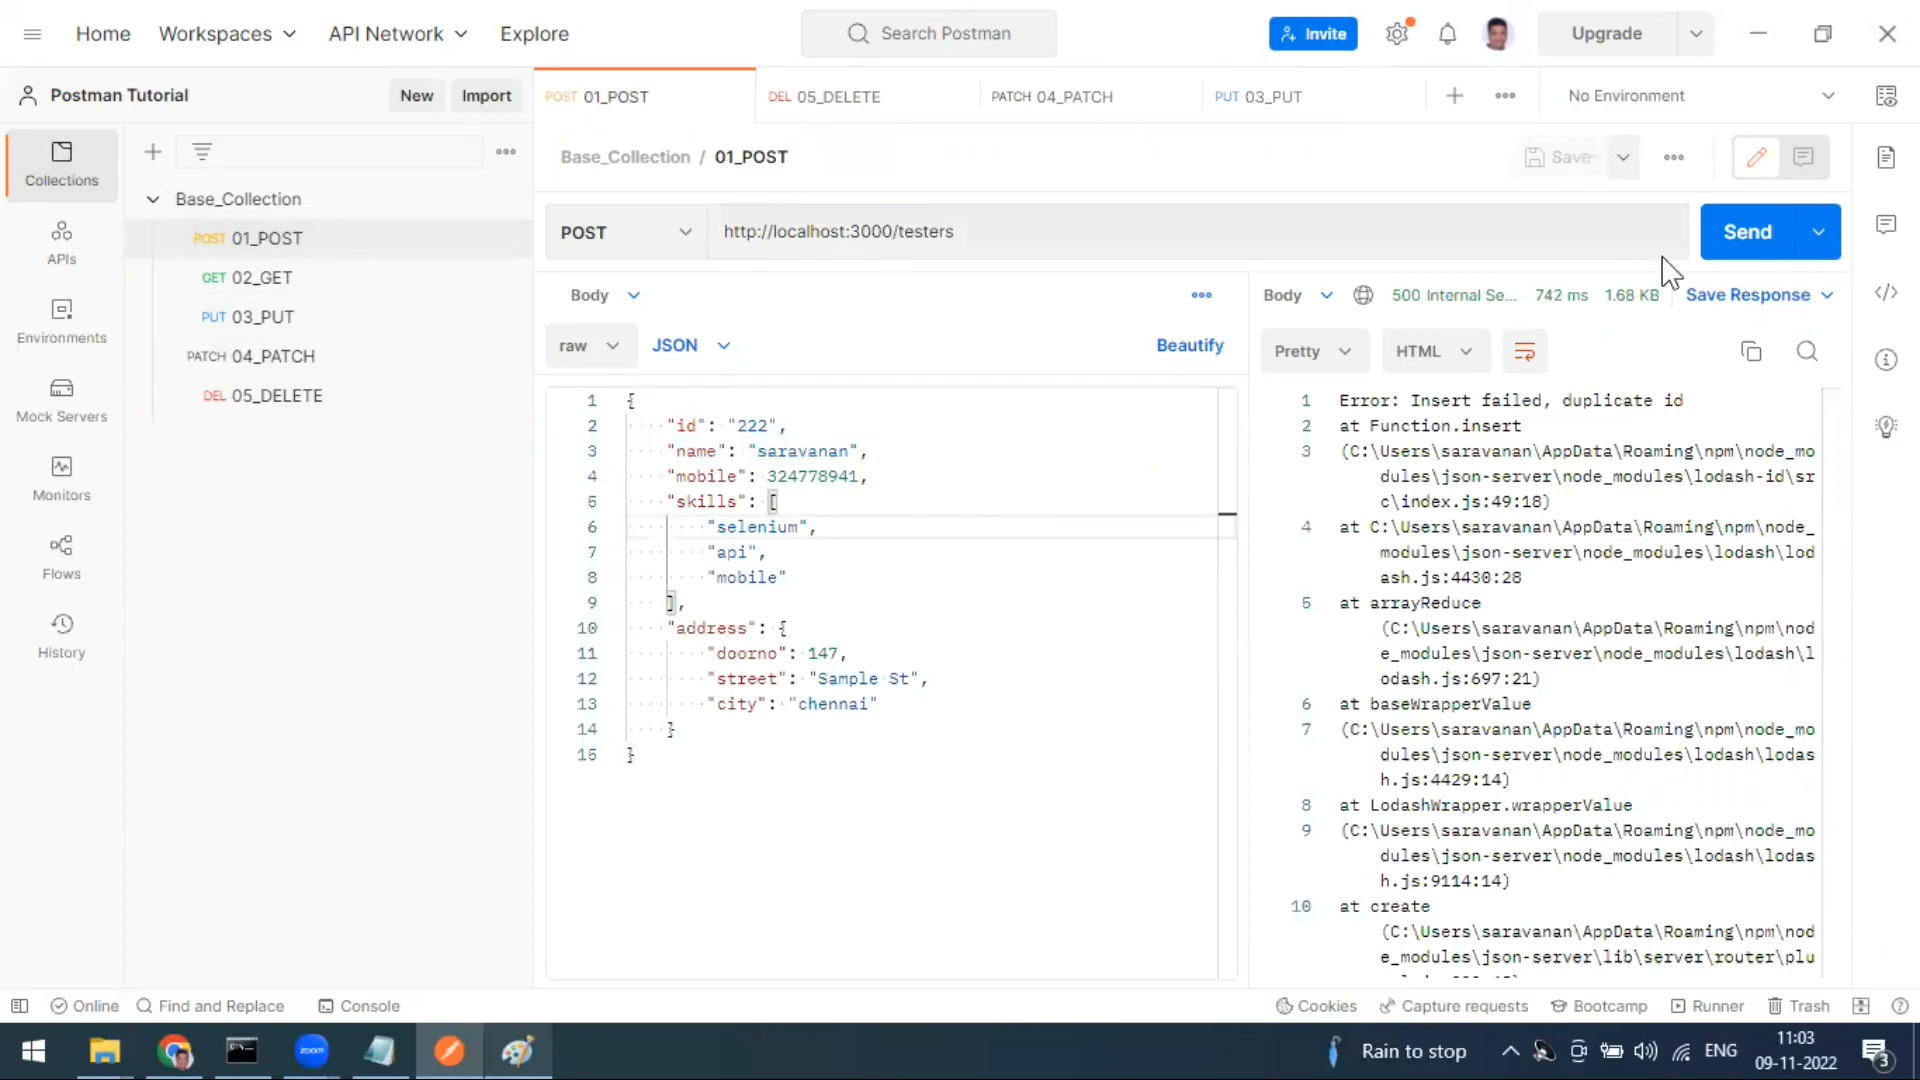 Home Workspaces API Network Explore Search Postman Invite Upgrade
Postman Tutorial New Import POST 01_POST DEL 05_DELETE PATCH 04_PATCH PUT 03_PUT No Environment
Collections
APIs
Environments
Mock Servers
Monitors
Flows
History
Base_Collection
POST 01_POST
GET 02_GET
PUT 03_PUT
PATCH 04_PATCH
DEL 05_DELETE
Base_Collection / 01_POST Save
POST http://localhost:3000/testers Send
Body
raw JSON Beautify
1 {
2 "id": "222",
3 "name": "saravanan",
4 "mobile": 324778941,
5 "skills": [
6 "selenium",
7 "api",
8 "mobile"
9 ],
10 "address": {
11 "doorno": 147,
12 "street": "Sample St",
13 "city": "chennai"
14 }
15 }
Body 500 Internal Se... 742 ms 1.68 KB Save Response
Pretty HTML
1 Error: Insert failed, duplicate id
2 at Function.insert
3 (C:\Users\saravanan\AppData\Roaming\npm\node_mo
dules\json-server\node_modules\lodash-id\sr
c\index.js:49:18)
4 at C:\Users\saravanan\AppData\Roaming\npm\node_
modules\json-server\node_modules\lodash\lod
ash.js:4430:28
5 at arrayReduce
(C:\Users\saravanan\AppData\Roaming\npm\nod
e_modules\json-server\node_modules\lodash\l
odash.js:697:21)
6 at baseWrapperValue
7 (C:\Users\saravanan\AppData\Roaming\npm\node_mo
dules\json-server\node_modules\lodash\lodas
h.js:4429:14)
8 at LodashWrapper.wrapperValue
9 (C:\Users\saravanan\AppData\Roaming\npm\node_mo
dules\json-server\node_modules\lodash\lodas
h.js:9114:14)
10 at create
(C:\Users\saravanan\AppData\Roaming\npm\nod
e_modules\json-server\lib\server\router\plu
Online Find and Replace Console Cookies Capture requests Bootcamp Runner Trash
zoom Rain to stop ENG 11:03
09-11-2022 3